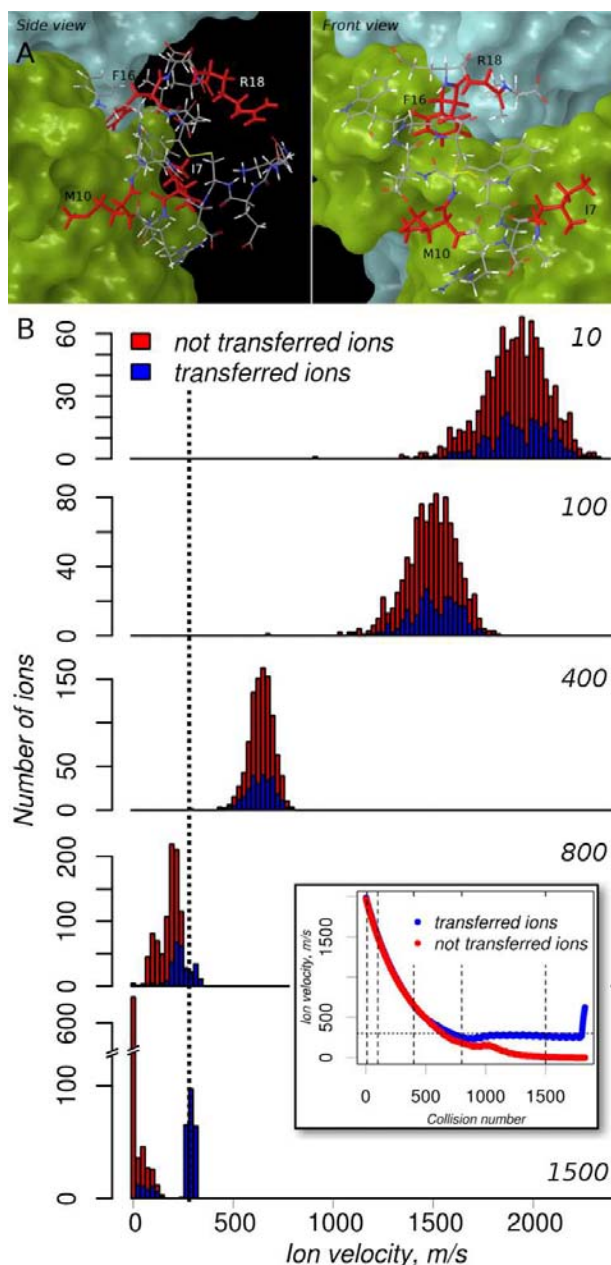 Side view
Front view
A
F16
R18
I7
M10
R18
F16
I7
M10
B
not transferred ions
transferred ions
10
60
30
0
100
80
40
0
400
150
50
0
Number of ions
800
200
100
0
Ion velocity, m/s
1500
500
0
transferred ions
not transferred ions
0 500 1000 1500
Collision number
600
100
0
1500
0 500 1000 1500 2000
Ion velocity, m/s